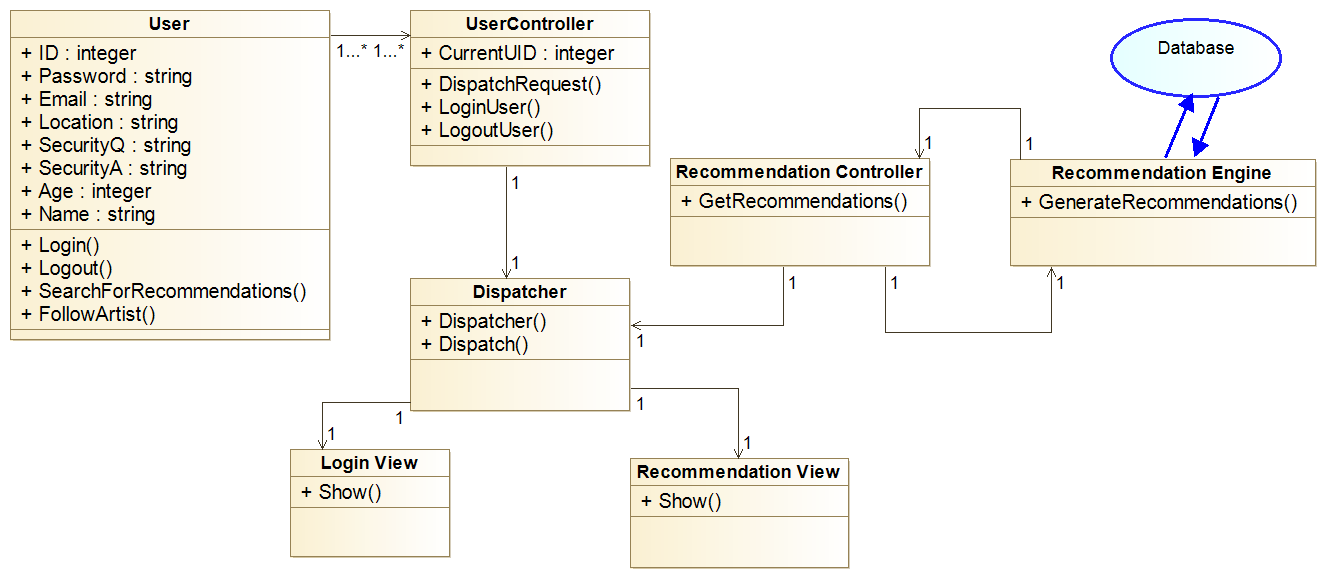 User
+ ID : integer
+ Password : string
+ Email : string
+ Location : string
+ SecurityQ : string
+ SecurityA : string
+ Age : integer
+ Name : string
+ Login()
+ Logout()
+ SearchForRecommendations()
+ FollowArtist()
1...* 1...*
UserController
+ CurrentUID : integer
+ DispatchRequest()
+ LoginUser()
+ LogoutUser()
1
1
Database
Recommendation Controller
+ GetRecommendations()
1
1
Recommendation Engine
+ GenerateRecommendations()
1
1
1
1
Dispatcher
+ Dispatcher()
+ Dispatch()
1
1
1
1
Login View
+ Show()
Recommendation View
+ Show()